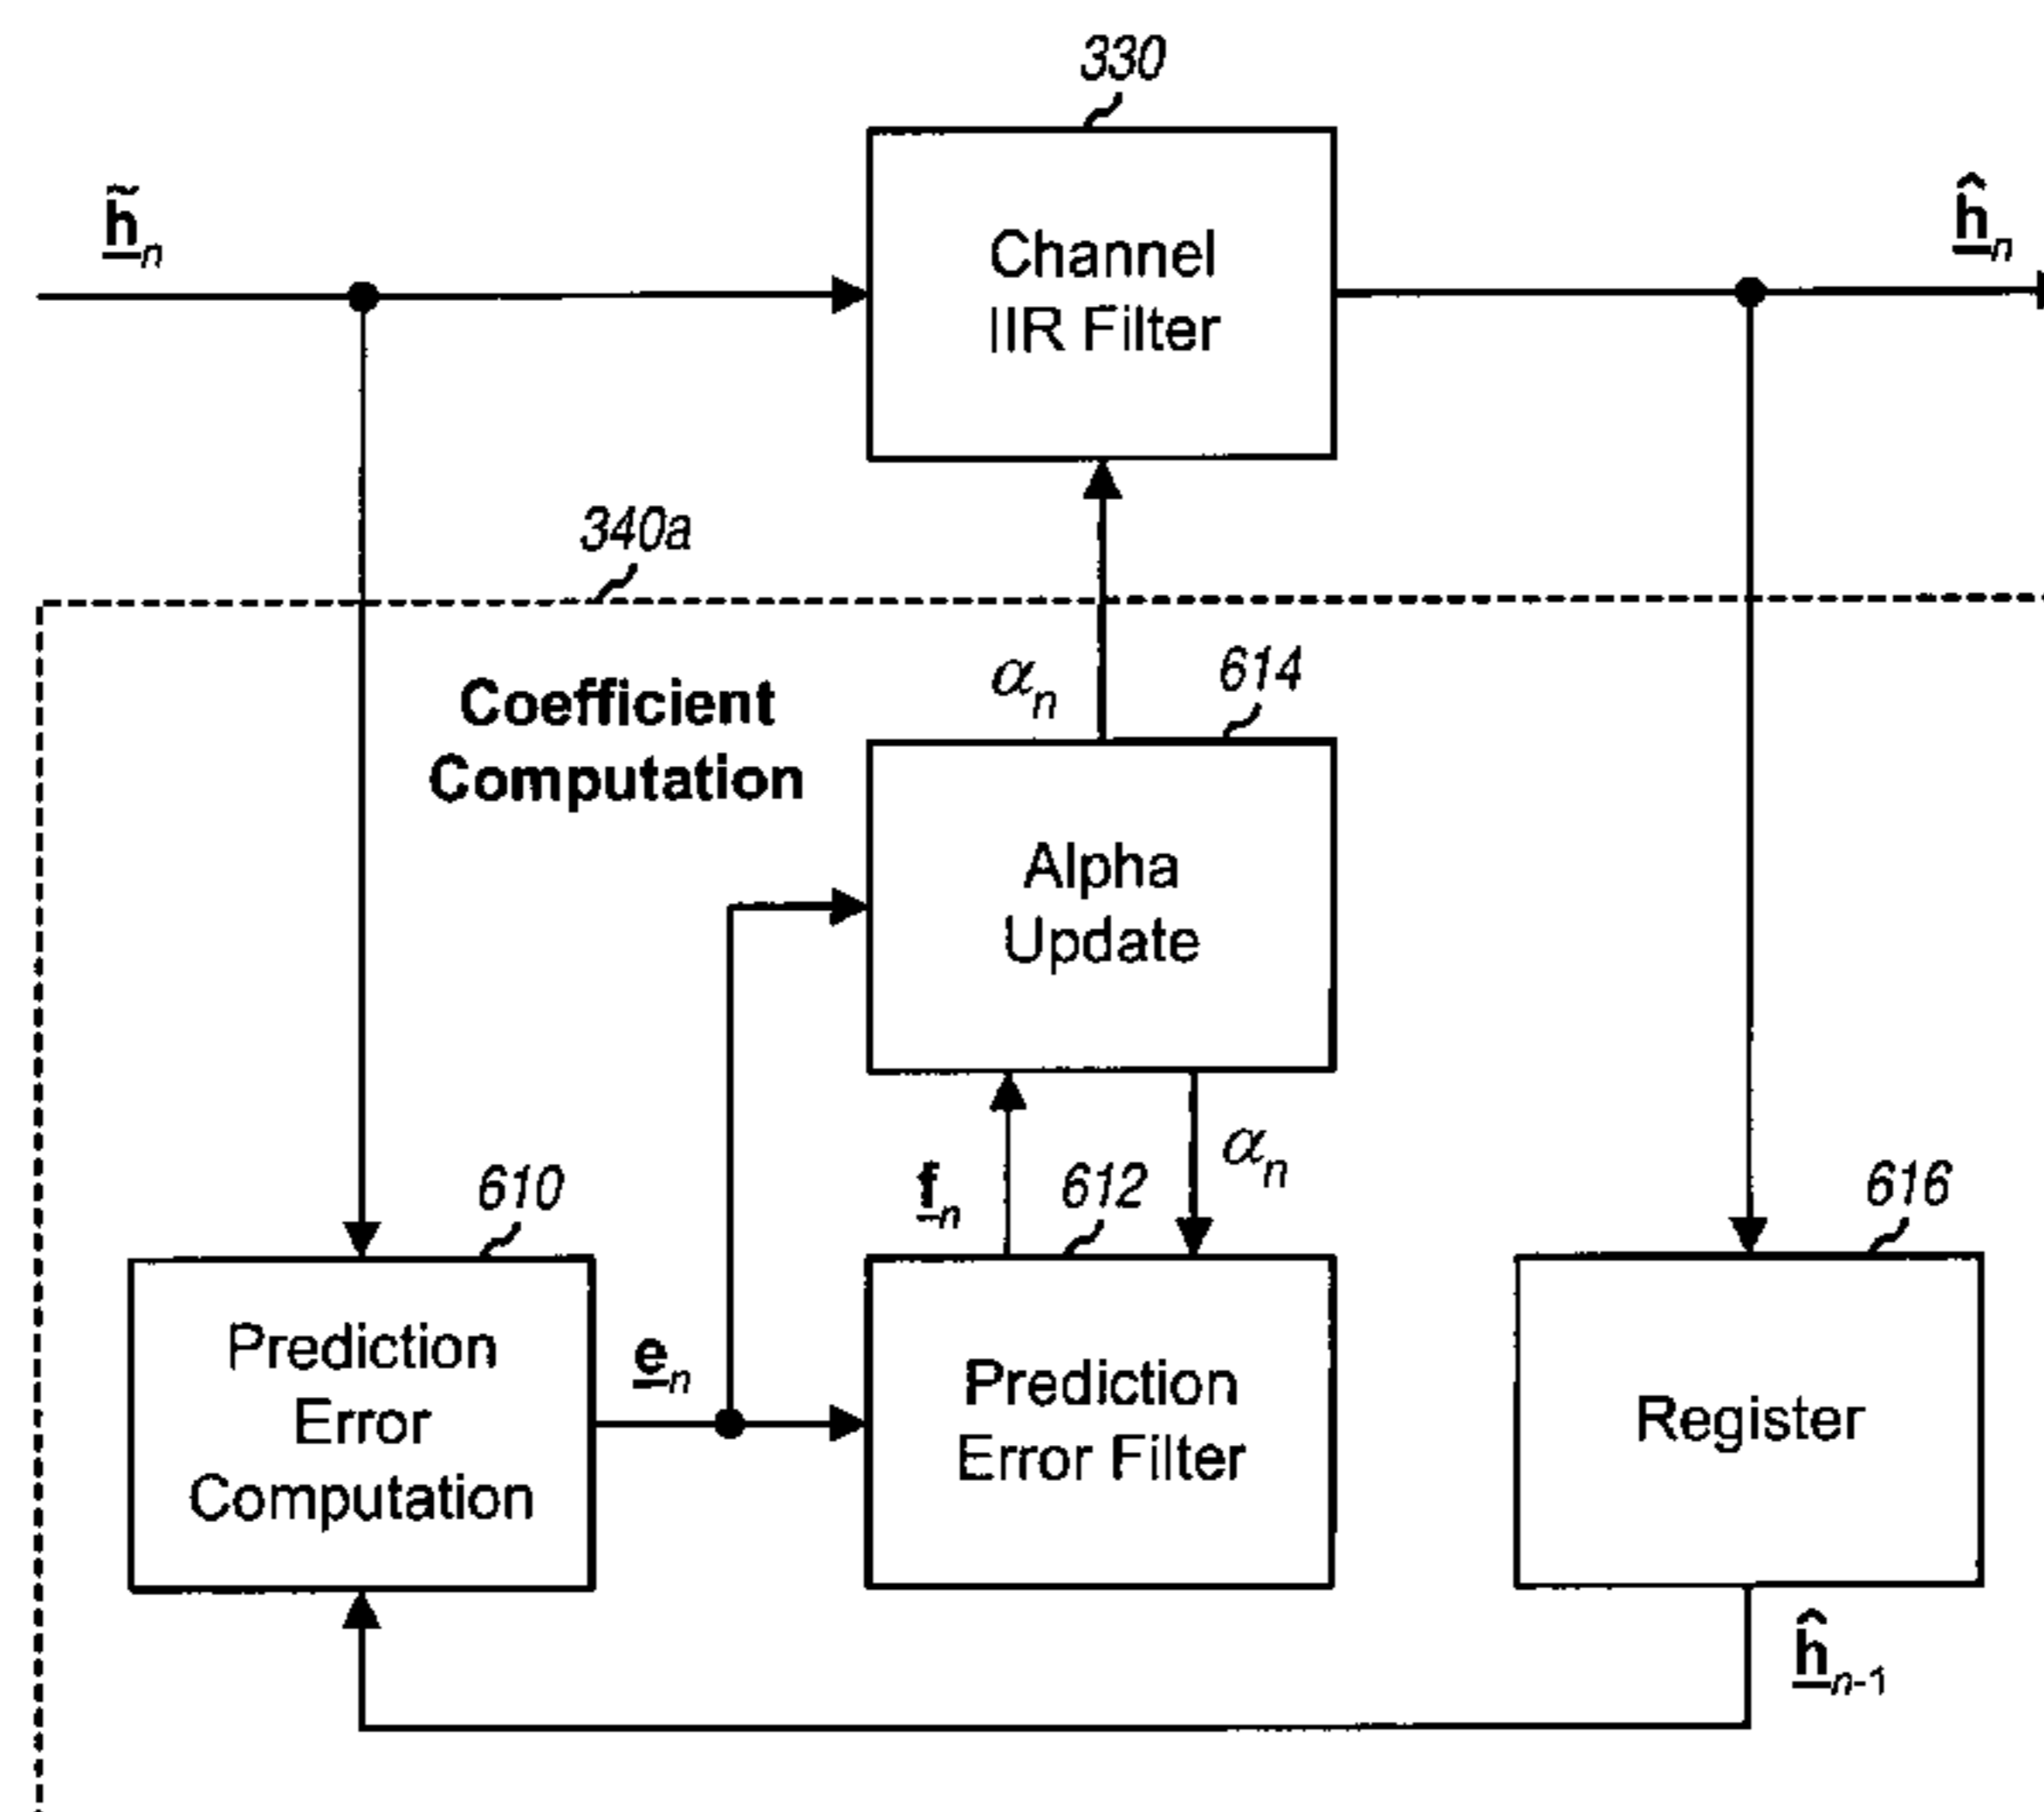 330
h̃n
ĥn
Channel
IIR Filter
340a
αn
614
Coefficient
Computation
Alpha
Update
αn
610
fn
612
616
Prediction
Error
Computation
en
Prediction
Error Filter
Register
ĥn-1